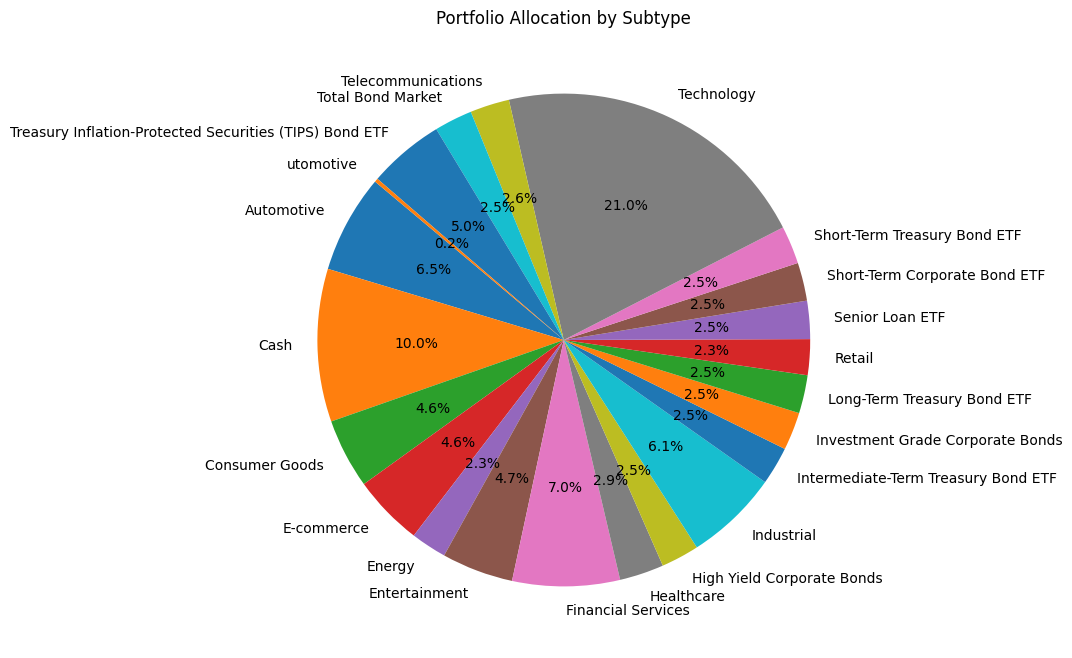 Portfolio Allocation by Subtype
Telecommunications
Technology
Total Bond Market
Treasury Inflation-Protected Securities (TIPS) Bond ETF
utomotive
Automotive
Cash
Consumer Goods
E-commerce
Energy
Entertainment
Financial Services
Healthcare
High Yield Corporate Bonds
Industrial
Intermediate-Term Treasury Bond ETF
Investment Grade Corporate Bonds
Long-Term Treasury Bond ETF
Retail
Senior Loan ETF
Short-Term Corporate Bond ETF
Short-Term Treasury Bond ETF
2.6%
21.0%
2.5%
5.0%
0.2%
6.5%
10.0%
4.6%
4.6%
2.3%
4.7%
7.0%
2.9%
2.5%
6.1%
2.5%
2.5%
2.5%
2.3%
2.5%
2.5%
2.5%